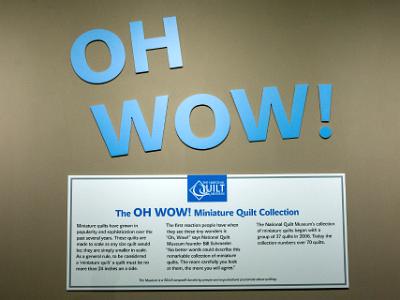 OH
WOW!
THE NATIONAL
QUILT
MUSEUM
The OH WOW! Miniature Quilt Collection
Miniature quilts have grown in
popularity and sophistication over the
past several years. These quilts are
made to scale as any size quilt would
be; they are simply smaller in scale.
As a general rule, to be considered
a 'miniature quilt' a quilt must be no
more than 24 inches on a side.
The first reaction people have when
they see these tiny wonders is
"Oh, Wow!" says National Quilt
Museum founder Bill Schroeder.
"No better words could describe this
remarkable collection of miniature
quilts. The more carefully you look
at them, the more you will agree."
The National Quilt Museum's collection
of miniature quilts began with a
group of 37 quilts in 2006. Today the
collection numbers over 70 quilts.
The Museum is a